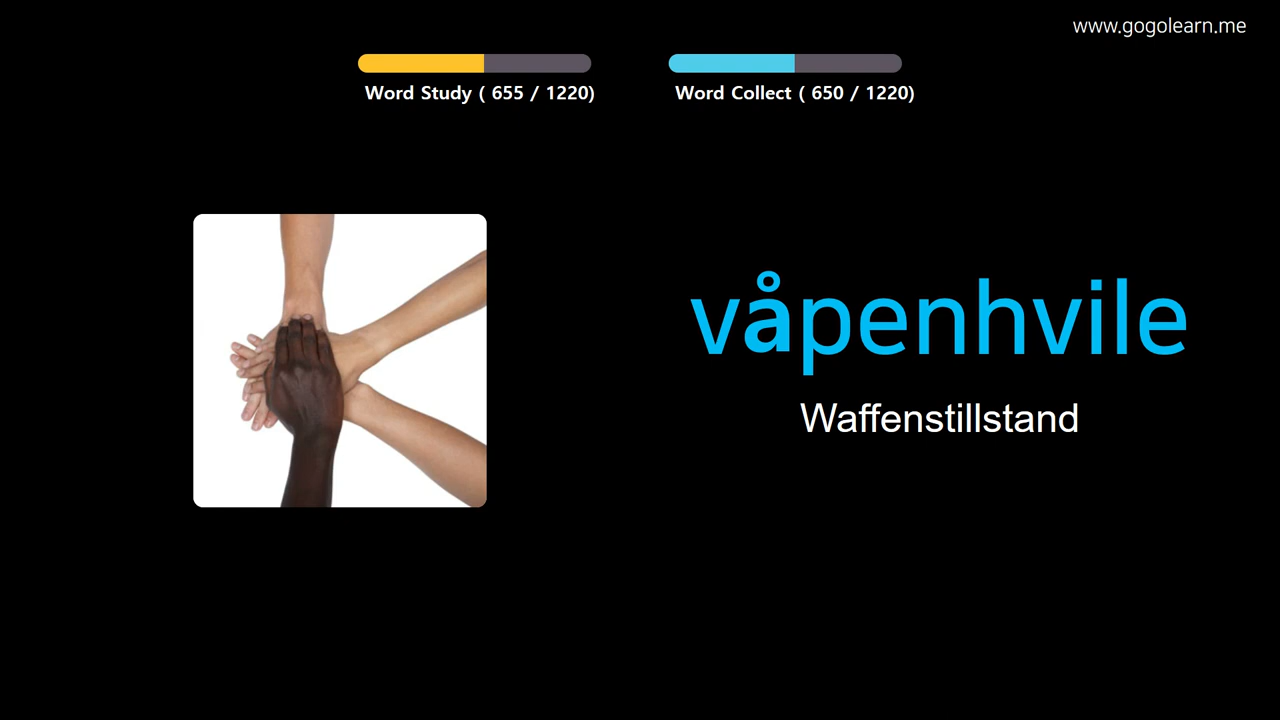 www.gogolearn.me
Word Study ( 655 / 1220)
Word Collect ( 650 / 1220)
våpenhvile
Waffenstillstand